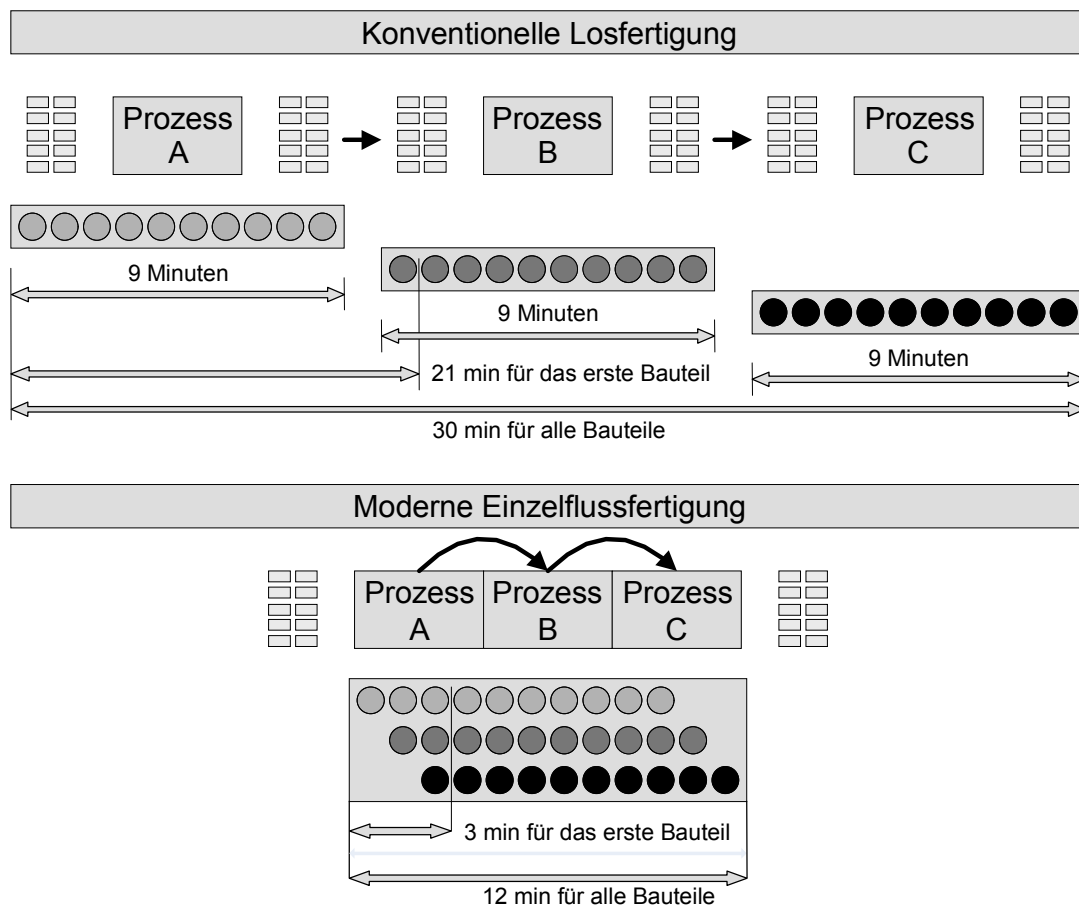 Konventionelle Losfertigung
Prozess
A
Prozess
B
Prozess
C
9 Minuten
9 Minuten
9 Minuten
21 min für das erste Bauteil
30 min für alle Bauteile
Moderne Einzelflussfertigung
Prozess
A
Prozess
B
Prozess
C
3 min für das erste Bauteil
12 min für alle Bauteile